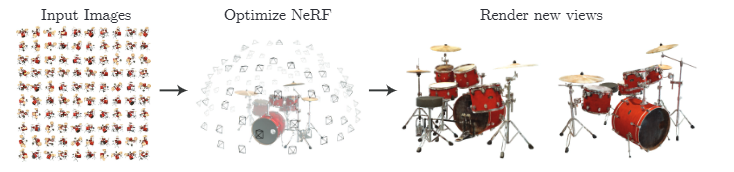 Input Images
Optimize NeRF
Render new views